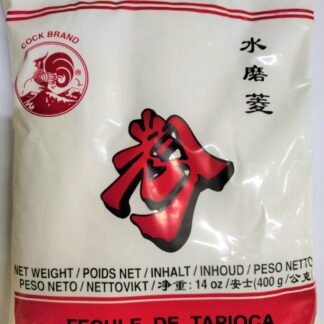 COCK BRAND
®
水磨菱
粉
NET WEIGHT / POIDS NET / INHALT / INHOUD / PESO NETTO
PESO NETO / NETTOVIKT / 净重: 14 oz /安士(400 g /公克)
FECULE DE TAPIOCA